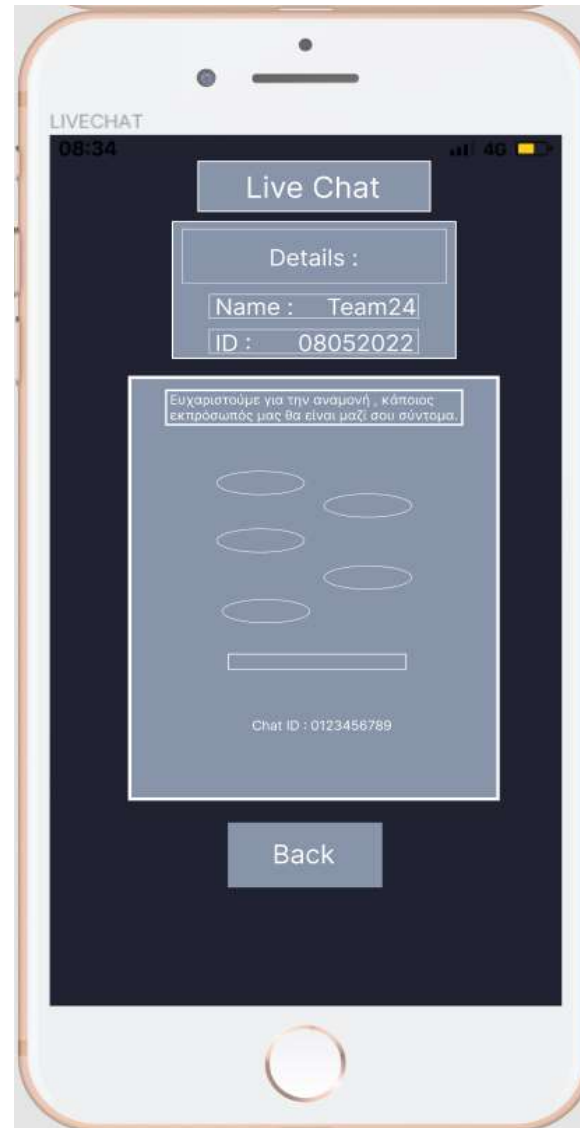 LIVECHAT
08:34 4G
Live Chat
Details :
Name : Team24
ID : 08052022
Ευχαριστούμε για την αναμονή , κάποιος
εκπρόσωπός μας θα είναι μαζί σου σύντομα.
Chat ID : 0123456789
Back